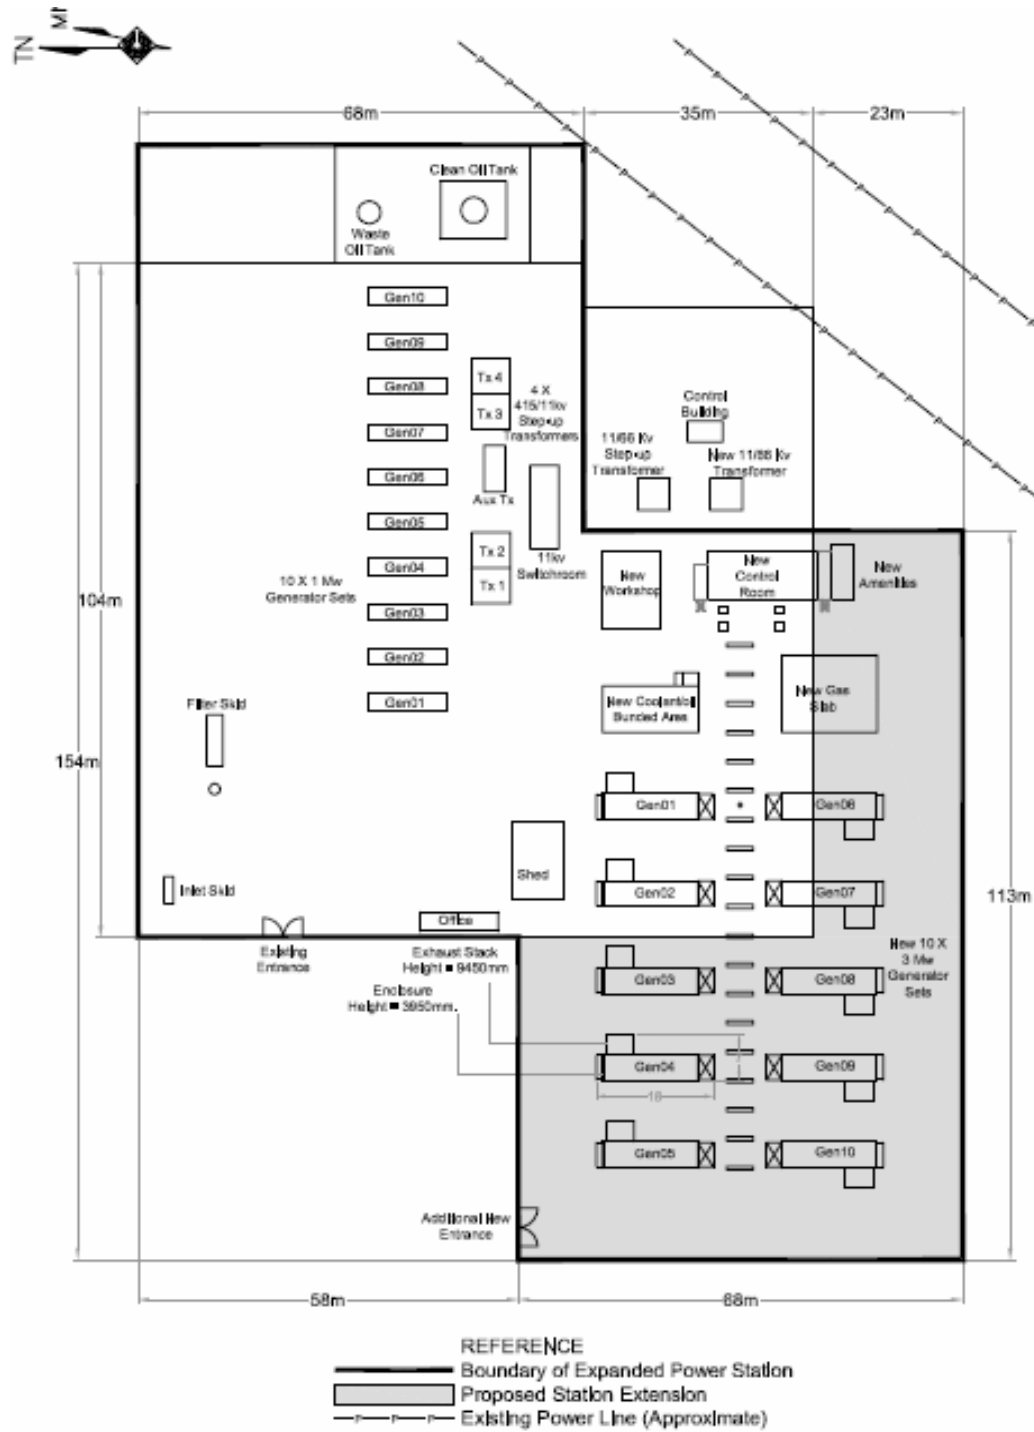 MN
TN
68m
35m
23m
Clean Oil Tank
Waste
Oil Tank
Gen10
Gen09
Gen08
Gen07
Gen06
Gen05
Gen04
Gen03
Gen02
Gen01
10 X 1 Mw
Generator Sets
Tx 4
Tx 3
4 X
415/11kv
Step-up
Transformers
Aux Tx
Tx 2
Tx 1
11kv
Switchroom
Control
Building
11/66 Kv
Step-up
Transformer
New 11/66 Kv
Transformer
New
Workshop
New
Control
Room
New
Amenities
104m
154m
Filter Skid
New Coolant/oil
Bunded Area
New Gas
Slab
Gen01
Gen06
Shed
Inlet Skid
Gen02
Gen07
113m
Office
Existing
Entrance
Exhaust Stack
Height = 9450mm
Enclosure
Height = 3950mm.
Gen03
Gen08
New 10 X
3 Mw
Generator
Sets
Gen04
Gen09
18
Gen05
Gen10
Additional New
Entrance
58m
68m
REFERENCE
Boundary of Expanded Power Station
Proposed Station Extension
P P P Existing Power Line (Approximate)